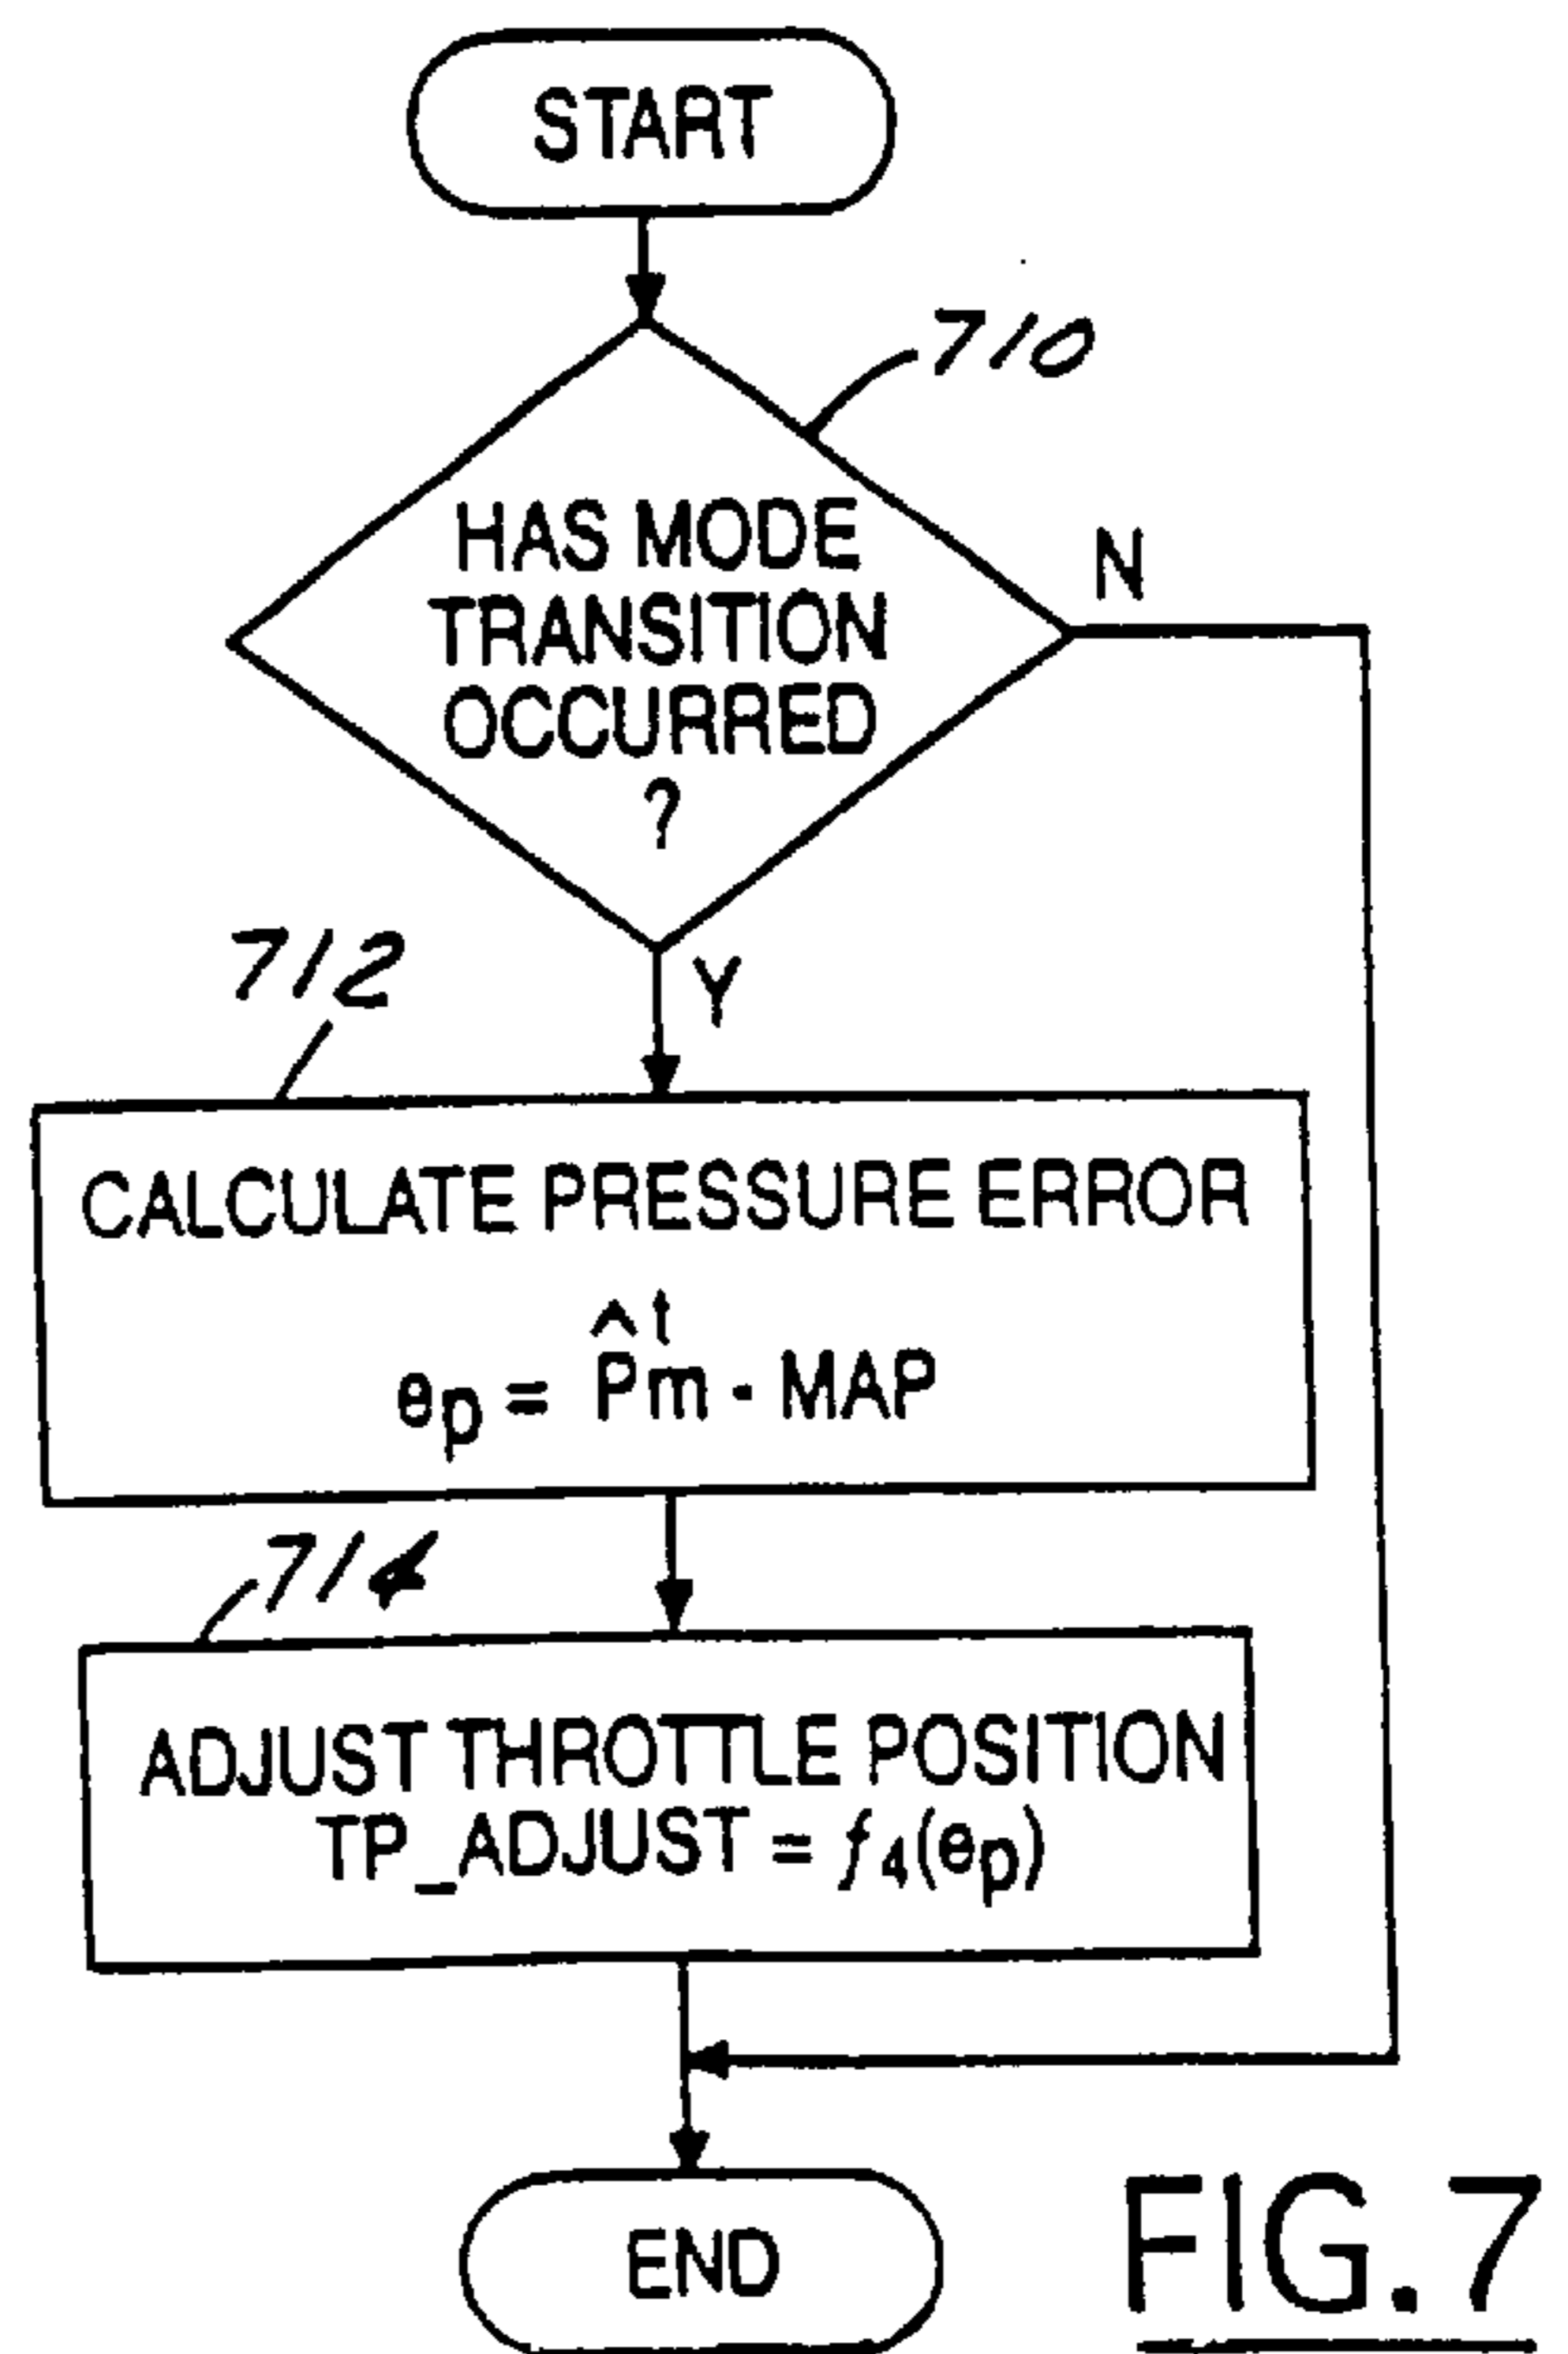 START
710
HAS MODE
TRANSITION
OCCURRED
?
N
Y
712
CALCULATE PRESSURE ERROR
^ t
ep = Pm - MAP
714
ADJUST THROTTLE POSITION
TP_ADJUST = f4(ep)
END
FIG.7